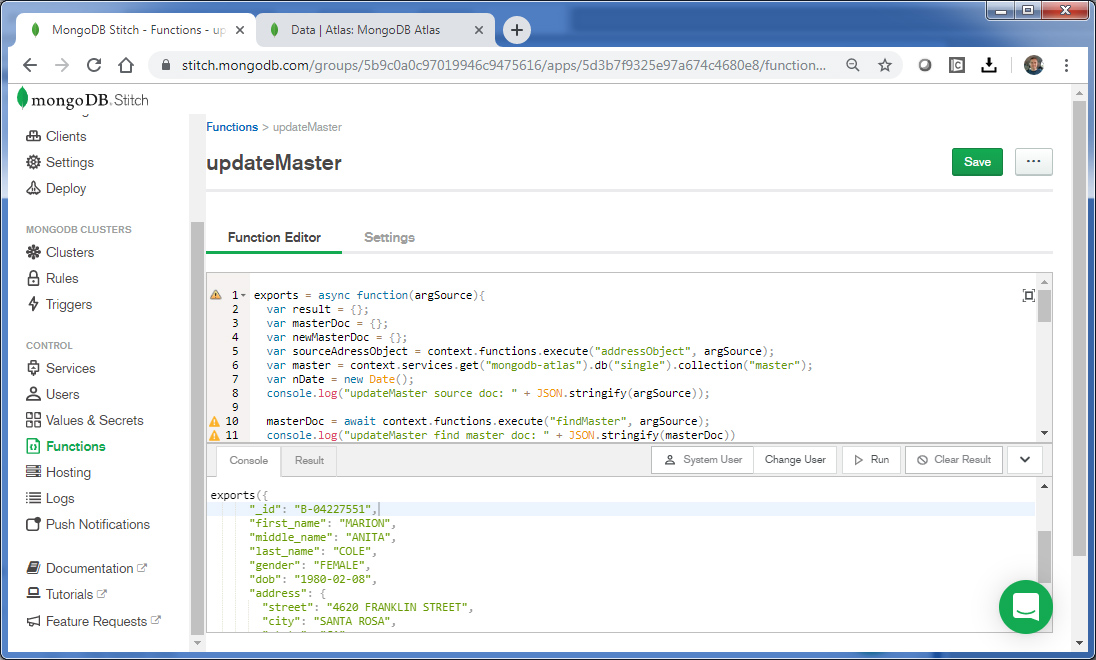 MongoDB Stitch - Functions - up
Data | Atlas: MongoDB Atlas
stitch.mongodb.com/groups/5b9c0a0c97019946c9475616/apps/5d3b7f9325e97a674c4680e8/function...
mongoDB. Stitch
Clients
Settings
Deploy
MONGODB CLUSTERS
Clusters
Rules
Triggers
CONTROL
Services
Users
Values & Secrets
Functions
Hosting
Logs
Push Notifications
Documentation
Tutorials
Feature Requests
Functions > updateMaster
updateMaster
Save
...
Function Editor
Settings
1 exports = async function(argSource){
2 var result = {};
3 var masterDoc = {};
4 var newMasterDoc = {};
5 var sourceAdressObject = context.functions.execute("addressObject", argSource);
6 var master = context.services.get("mongodb-atlas").db("single").collection("master");
7 var nDate = new Date();
8 console.log("updateMaster source doc: " + JSON.stringify(argSource));
9
10 masterDoc = await context.functions.execute("findMaster", argSource);
11 console.log("updateMaster find master doc: " + JSON.stringify(masterDoc))
Console
Result
System User
Change User
Run
Clear Result
exports({
"_id": "B-04227551",
"first_name": "MARION",
"middle_name": "ANITA",
"last_name": "COLE",
"gender": "FEMALE",
"dob": "1980-02-08",
"address": {
"street": "4620 FRANKLIN STREET",
"city": "SANTA ROSA",